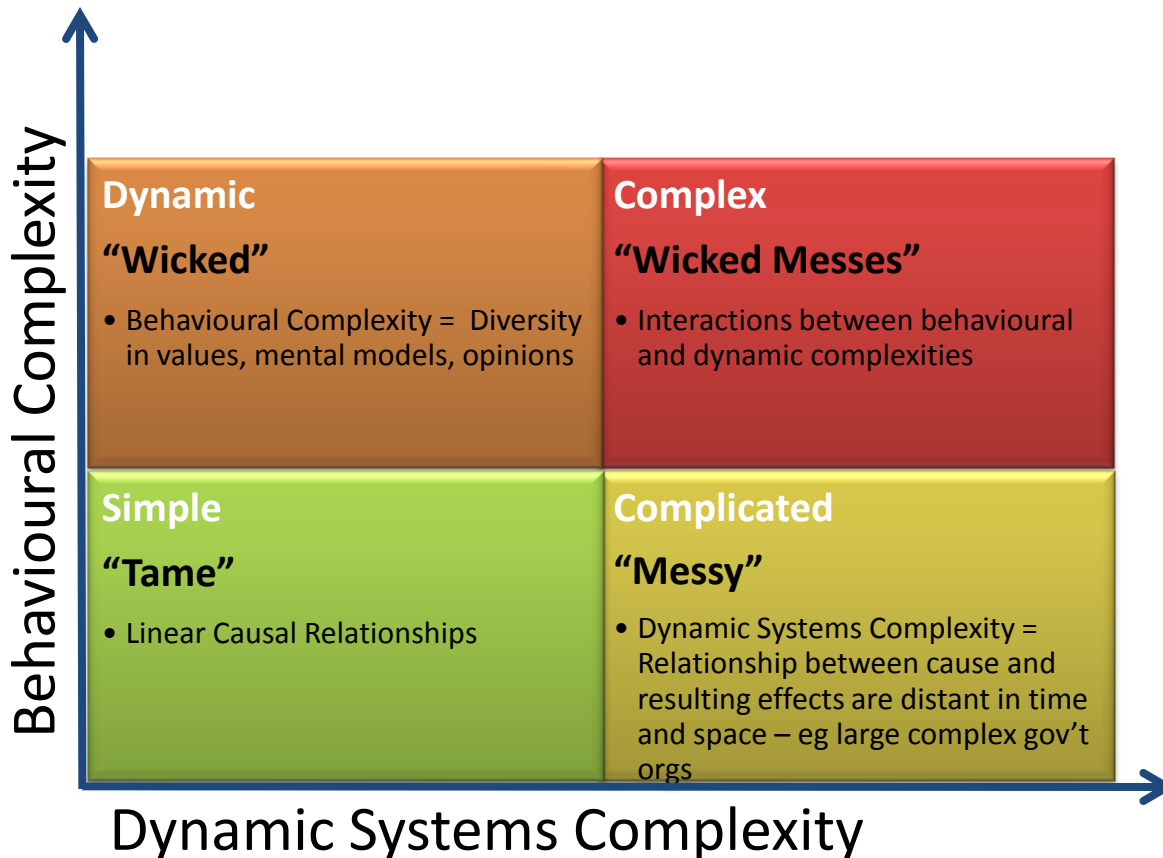 Behavioural Complexity
Dynamic
“Wicked”
• Behavioural Complexity = Diversity
in values, mental models, opinions
Complex
“Wicked Messes”
• Interactions between behavioural
and dynamic complexities
Simple
“Tame”
• Linear Causal Relationships
Complicated
“Messy”
• Dynamic Systems Complexity =
Relationship between cause and
resulting effects are distant in time
and space – eg large complex gov’t
orgs
Dynamic Systems Complexity